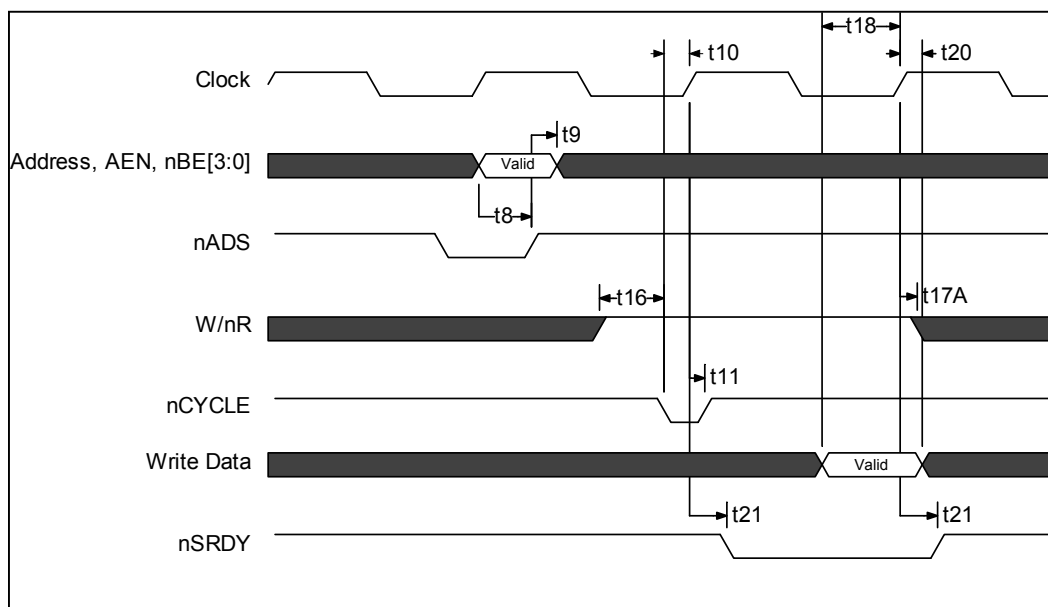 t18
t10
t20
Clock
t9
Address, AEN, nBE[3:0]
Valid
t8
nADS
t16
t17A
W/nR
t11
nCYCLE
Write Data
Valid
t21
t21
nSRDY